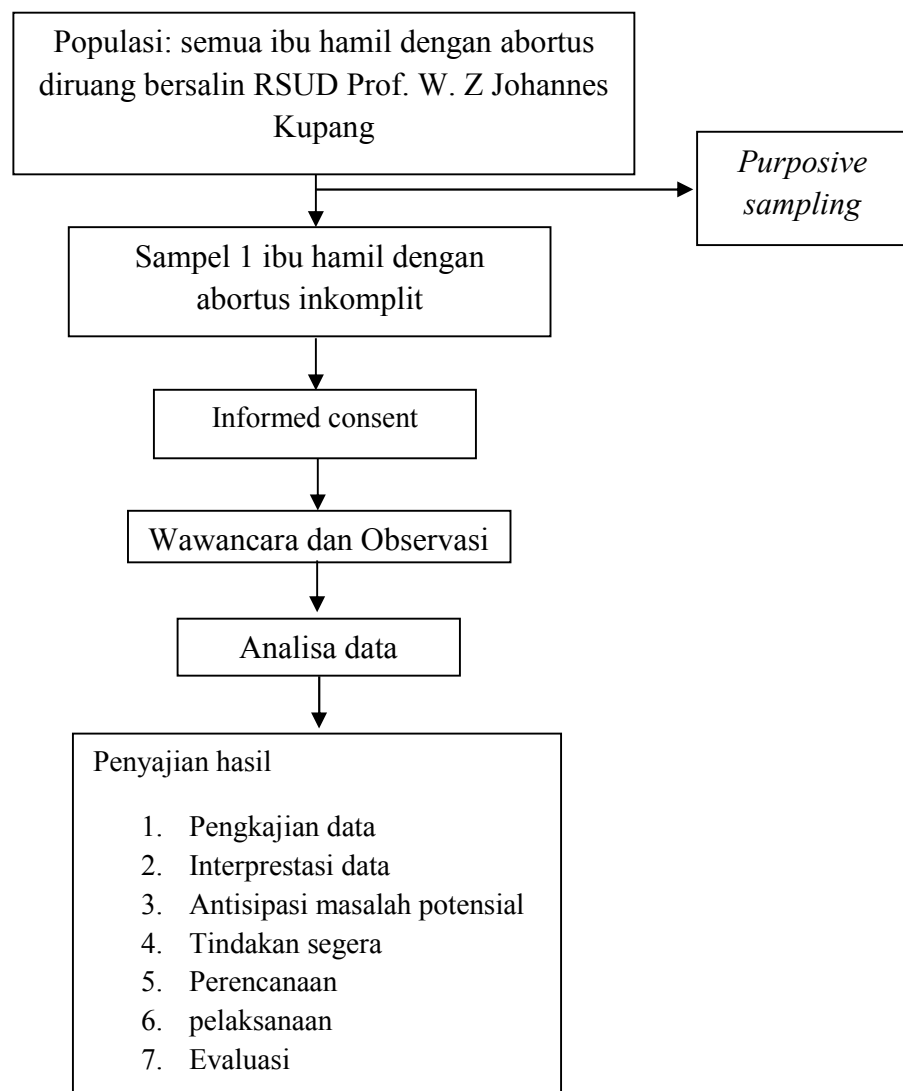 Populasi: semua ibu hamil dengan abortus
diruang bersalin RSUD Prof. W. Z Johannes
Kupang
Purposive
sampling
Sampel 1 ibu hamil dengan
abortus inkomplit
Informed consent
Wawancara dan Observasi
Analisa data
Penyajian hasil
1. Pengkajian data
2. Interprestasi data
3. Antisipasi masalah potensial
4. Tindakan segera
5. Perencanaan
6. pelaksanaan
7. Evaluasi